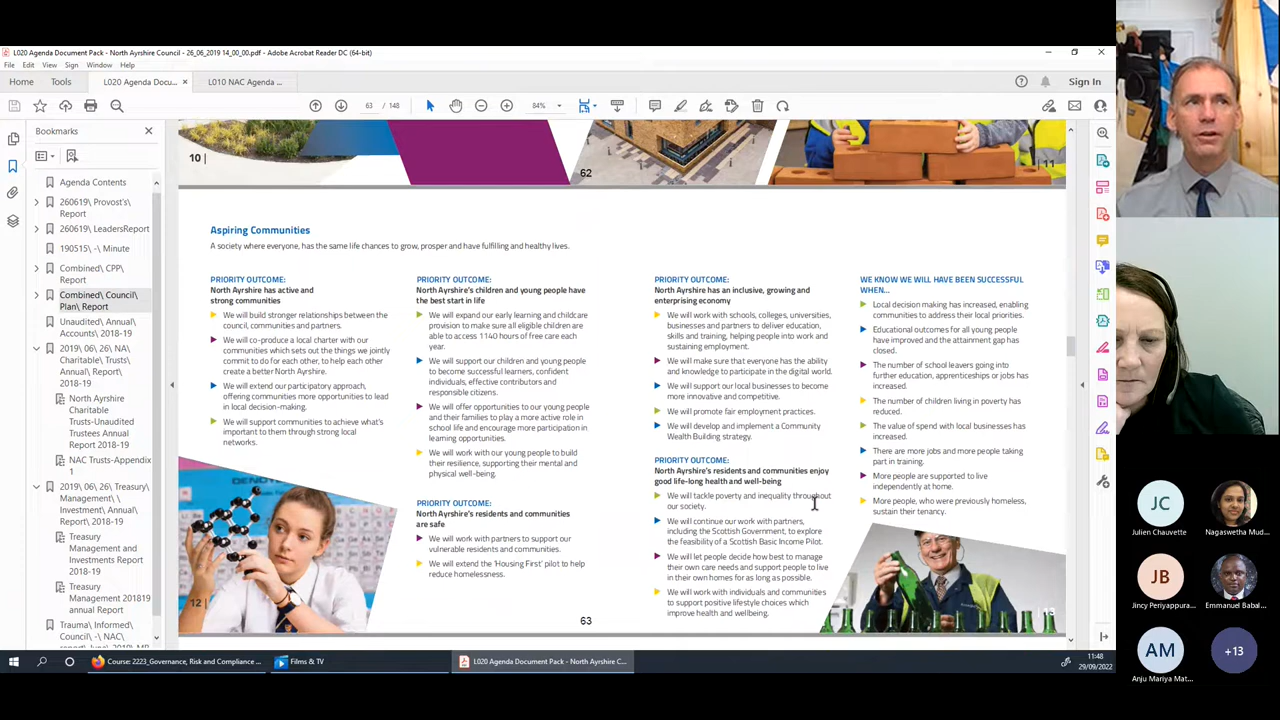 L020 Agenda Document Pack - North Ayrshire Council - 26_06_2019 14_00_00.pdf - Adobe Acrobat Reader DC (64-bit)
File Edit View Sign Window Help
Home Tools L020 Agenda Docu... L010 NAC Agenda ... Sign In
63 / 148 84%
Bookmarks
Agenda Contents
260619\ Provost's\
Report
260619\ LeadersReport
190515\ -\ Minute
Combined\ CPP\
Report
Combined\ Council\
Plan\ Report
Unaudited\ Annual\
Accounts\ 2018-19
2019\ 06\ 26\ NA\
Charitable\ Trusts\
Annual\ Report\
2018-19
North Ayrshire
Charitable
Trusts-Unaudited
Trustees Annual
Report 2018-19
NAC Trusts-Appendix
1
2019\ 06\ 26\ Treasury\
Management\ \
Investment\ Annual\
Report\ 2018-19
Treasury
Management and
Investments Report
2018-19
Treasury
Management 201819
annual Report
Trauma\ Informed\
Council\ -\ NAC\
10 |
62
11
Aspiring Communities
A society where everyone, has the same life chances to grow, prosper and have fulfilling and healthy lives.
PRIORITY OUTCOME:
North Ayrshire has active and
strong communities
We will build stronger relationships between the
council, communities and partners.
We will co-produce a local charter with our
communities which sets out the things we jointly
commit to do for each other, to help each other
create a better North Ayrshire.
We will extend our participatory approach,
offering communities more opportunities to lead
in local decision-making.
We will support communities to achieve what's
important to them through strong local
networks.
PRIORITY OUTCOME:
North Ayrshire's children and young people have
the best start in life
We will expand our early learning and childcare
provision to make sure all eligible children are
able to access 1140 hours of free care each
year.
We will support our children and young people
to become successful learners, confident
individuals, effective contributors and
responsible citizens.
We will offer opportunities to our young people
and their families to play a more active role in
school life and encourage more participation in
learning opportunities.
We will work with our young people to build
their resilience, supporting their mental and
physical well-being.
PRIORITY OUTCOME:
North Ayrshire's residents and communities
are safe
We will work with partners to support our
vulnerable residents and communities.
We will extend the 'Housing First' pilot to help
reduce homelessness.
PRIORITY OUTCOME:
North Ayrshire has an inclusive, growing and
enterprising economy
We will work with schools, colleges, universities,
businesses and partners to deliver education,
skills and training, helping people into work and
sustaining employment.
We will make sure that everyone has the ability
and knowledge to participate in the digital world.
We will support our local businesses to become
more innovative and competitive.
We will promote fair employment practices.
We will develop and implement a Community
Wealth Building strategy.
PRIORITY OUTCOME:
North Ayrshire's residents and communities enjoy
good life-long health and well-being
We will tackle poverty and inequality throughout
our society.
We will continue our work with partners,
including the Scottish Government, to explore
the feasibility of a Scottish Basic Income Pilot.
We will let people decide how best to manage
their own care needs and support people to live
in their own homes for as long as possible.
We will work with individuals and communities
to support positive lifestyle choices which
improve health and wellbeing.
WE KNOW WE WILL HAVE BEEN SUCCESSFUL
WHEN...
Local decision making has increased, enabling
communities to address their local priorities.
Educational outcomes for all young people
have improved and the attainment gap has
closed.
The number of school leavers going into
further education, apprenticeships or jobs has
increased.
The number of children living in poverty has
reduced.
The value of spend with local businesses has
increased.
There are more jobs and more people taking
part in training.
More people are supported to live
independently at home.
More people, who were previously homeless,
sustain their tenancy.
12 |
63
| 13
JC
Julien Chauvette
Nagaswetha Mud...
JB
Jincy Periyappura...
Emmanuel Babal...
AM
Anju Mariya Mat...
+13
Course: 2223_Governance, Risk and Compliance ...
Films & TV
L020 Agenda Document Pack - North Ayrshire C...
11:48
29/09/2022